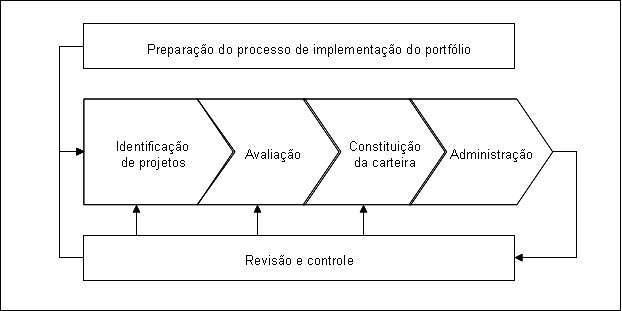 Preparação do processo de implementação do portfólio
Identificação
de projetos
Avaliação
Constituição
da carteira
Administração
Revisão e controle